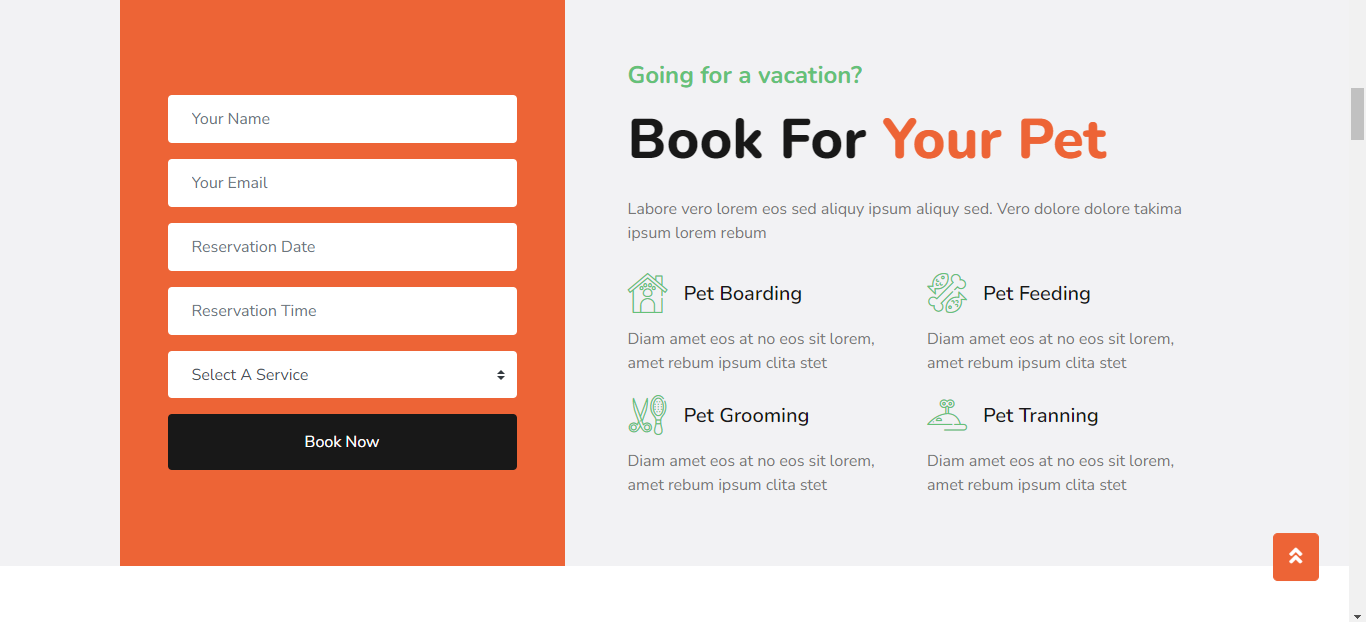 Your Name
Your Email
Reservation Date
Reservation Time
Select A Service
Book Now
Going for a vacation?
Book For Your Pet
Labore vero lorem eos sed aliquy ipsum aliquy sed. Vero dolore dolore takima
ipsum lorem rebum
Pet Boarding
Diam amet eos at no eos sit lorem,
amet rebum ipsum clita stet
Pet Feeding
Diam amet eos at no eos sit lorem,
amet rebum ipsum clita stet
Pet Grooming
Diam amet eos at no eos sit lorem,
amet rebum ipsum clita stet
Pet Tranning
Diam amet eos at no eos sit lorem,
amet rebum ipsum clita stet